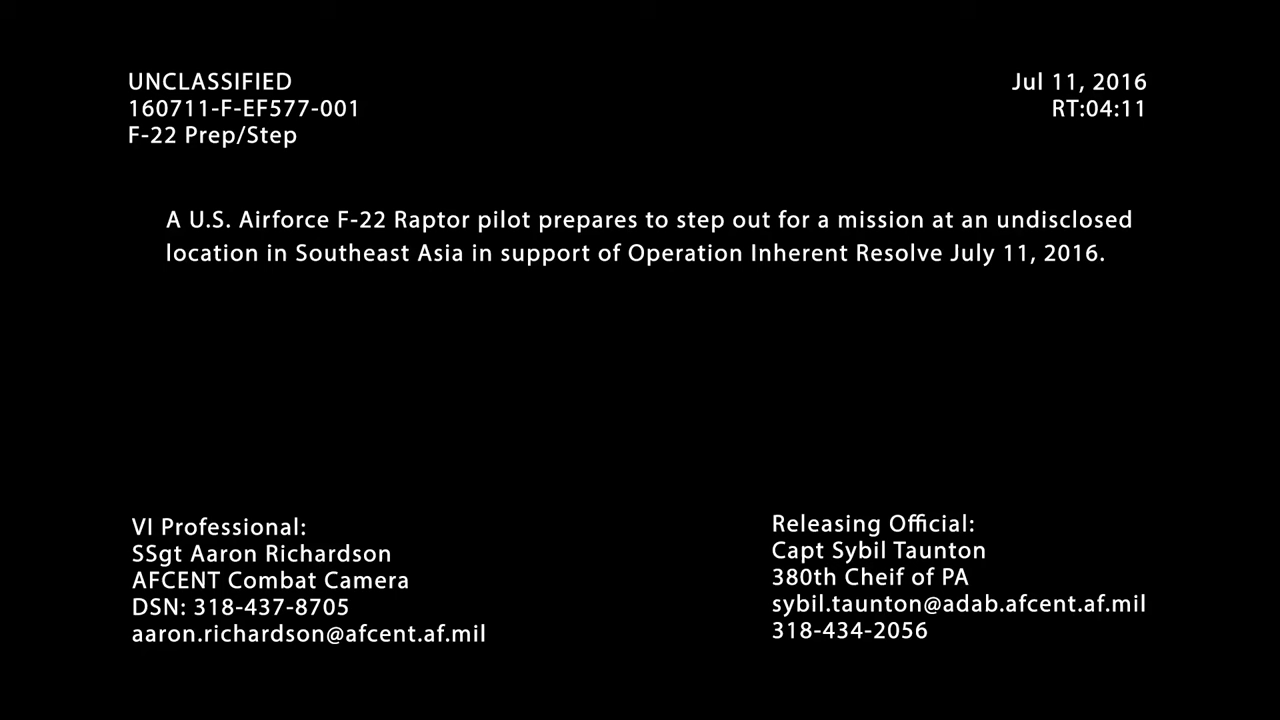 UNCLASSIFIED
160711-F-EF577-001
F-22 Prep/Step
Jul 11, 2016
RT:04:11
A U.S. Airforce F-22 Raptor pilot prepares to step out for a mission at an undisclosed
location in Southeast Asia in support of Operation Inherent Resolve July 11, 2016.
VI Professional:
SSgt Aaron Richardson
AFCENT Combat Camera
DSN: 318-437-8705
aaron.richardson@afcent.af.mil
Releasing Official:
Capt Sybil Taunton
380th Cheif of PA
sybil.taunton@adab.afcent.af.mil
318-434-2056